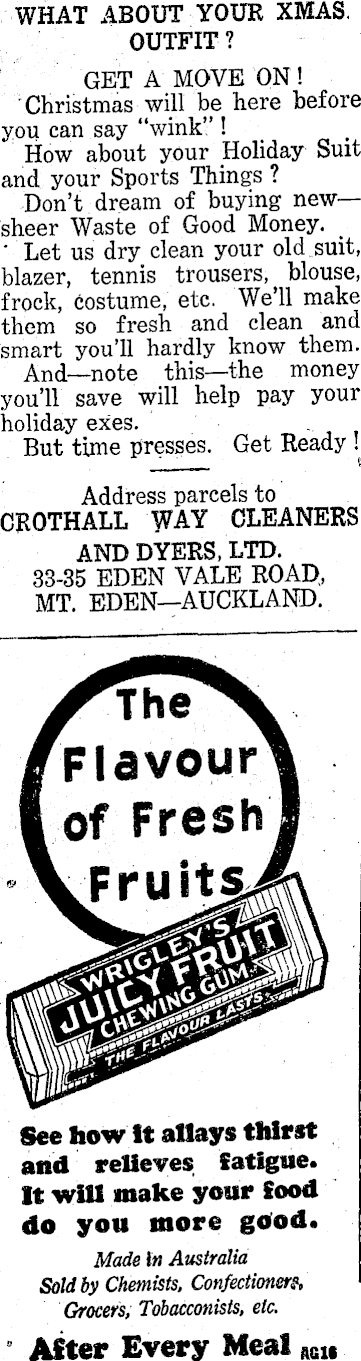 WHAT ABOUT YOUR XMAS.
OUTFIT?
GET A MOVE ON!
Christmas will be here before
you can say "wink"!
How about your Holiday Suit
and your Sports Things?
Don't dream of buying new—
sheer Waste of Good Money.
Let us dry clean your old suit,
blazer, tennis trousers, blouse,
frock, costume, etc. We'll make
them so fresh and clean and
smart you'll hardly know them.
And—note this—the money
you'll save will help pay your
holiday exes.
But time presses. Get Ready!
Address parcels to
CROTHALL WAY CLEANERS
AND DYERS, LTD.
33-35 EDEN VALE ROAD,
MT. EDEN—AUCKLAND.
The
Flavour
of Fresh
Fruits
WRIGLEY'S
JUICY FRUIT
CHEWING GUM
THE FLAVOUR LASTS
See how it allays thirst
and relieves fatigue.
It will make your food
do you more good.
Made in Australia
Sold by Chemists, Confectioners,
Grocers, Tobacconists, etc.
After Every Meal AG16